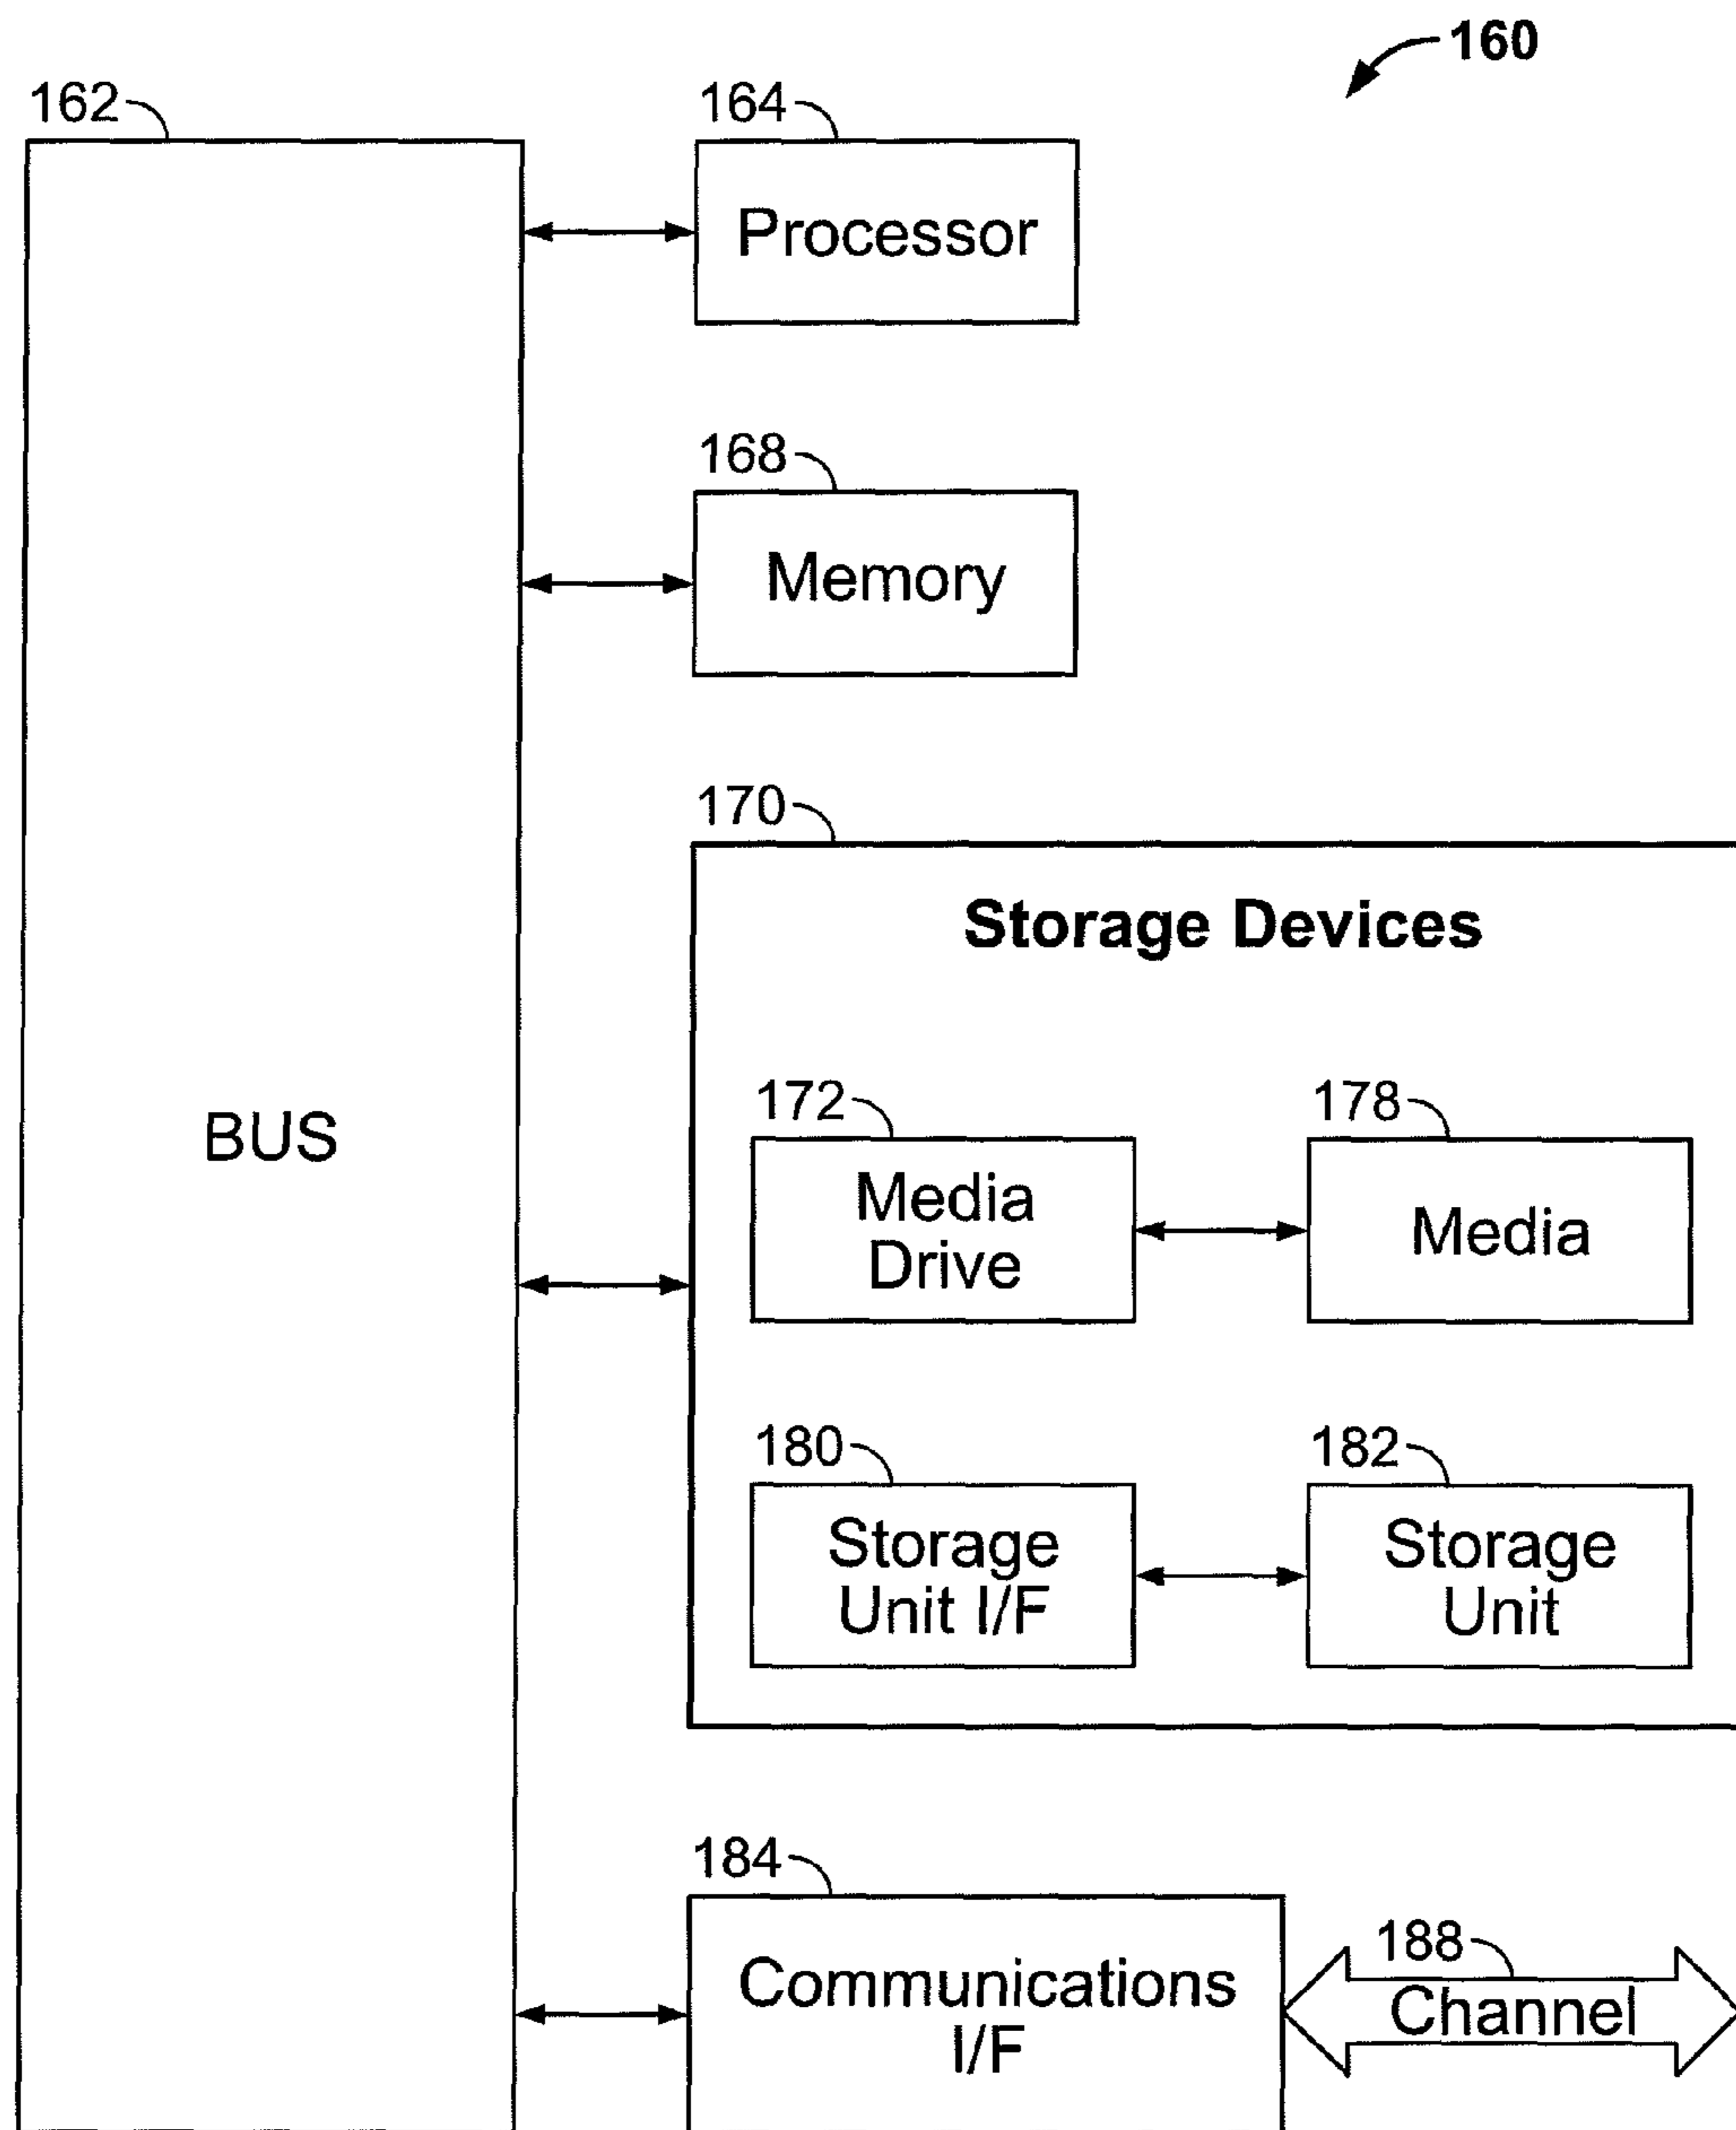 160
162
164
Processor
168
Memory
170
Storage Devices
BUS
172
178
Media
Drive
Media
180
182
Storage
Unit I/F
Storage
Unit
184
Communications
I/F
188
Channel